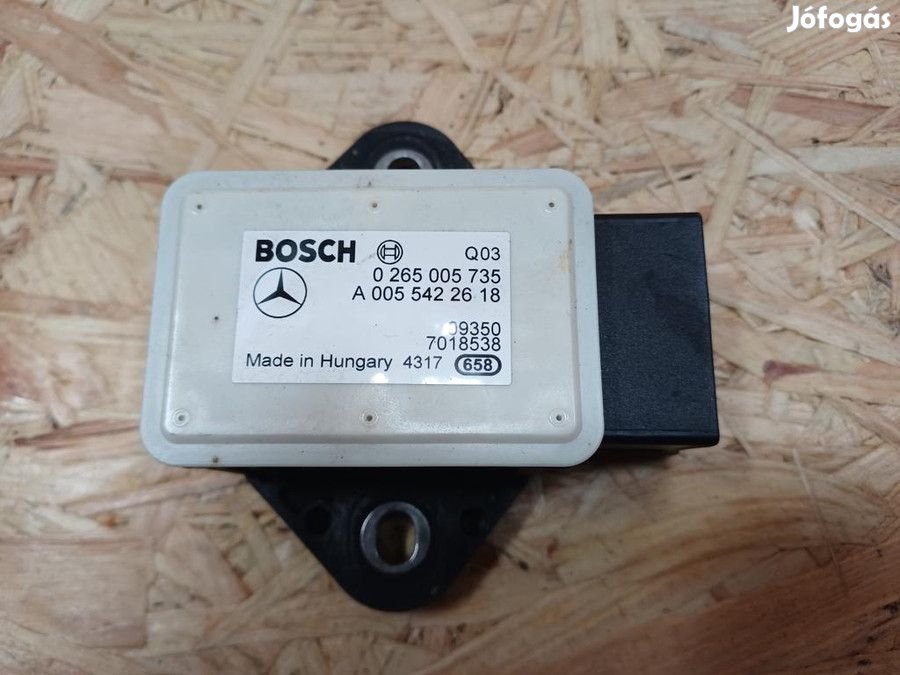 Jófogás
BOSCH Q03
0 265 005 735
A 005 542 26 18
09350
7018538
Made in Hungary 4317 658